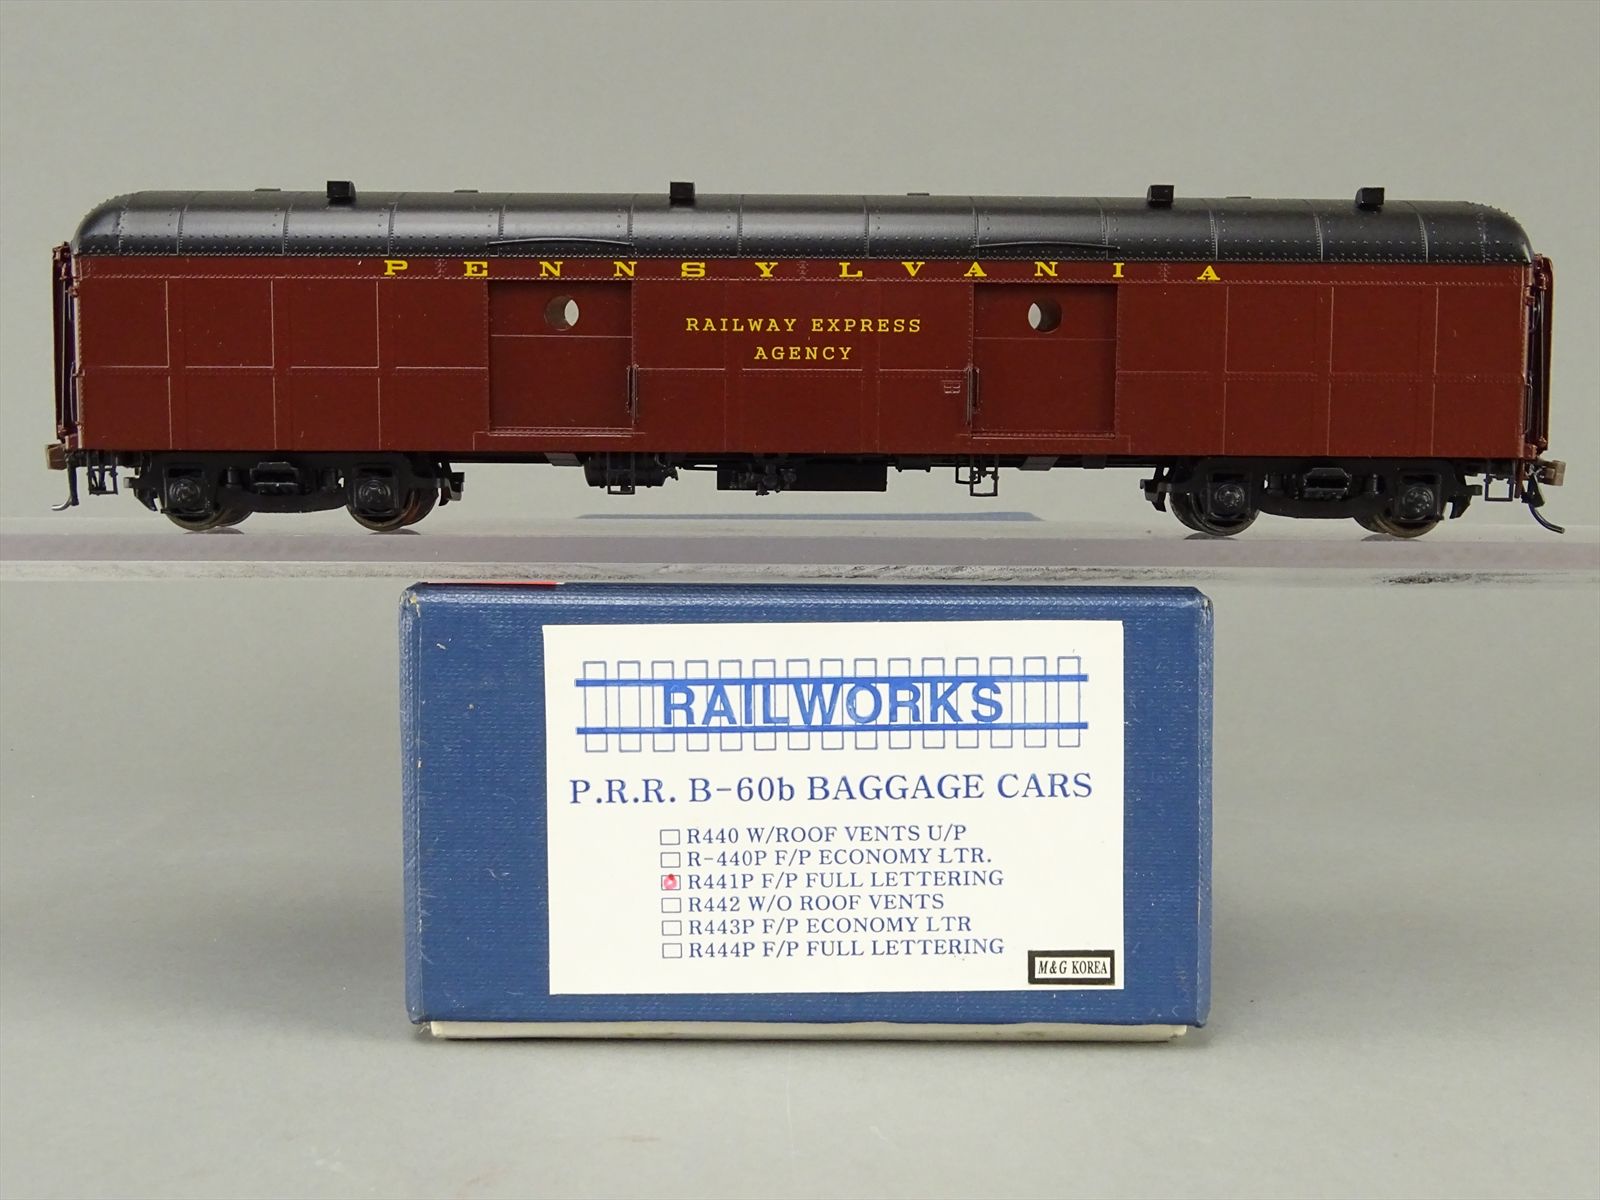 PENNSYLVANIA
RAILWAY EXPRESS
AGENCY
RAILWORKS
P.R.R. B-60b BAGGAGE CARS
R440 W/ROOF VENTS U/P
R-440P F/P ECONOMY LTR.
R441P F/P FULL LETTERING
R442 W/O ROOF VENTS
R443P F/P ECONOMY LTR
R444P F/P FULL LETTERING
M&G KOREA